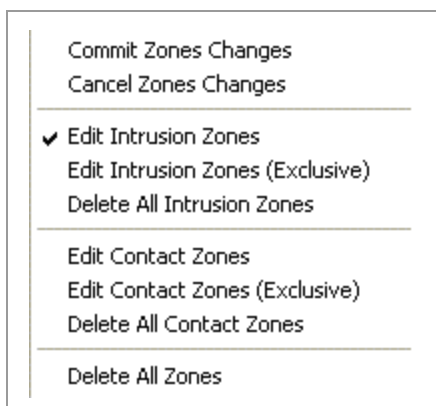 Commit Zones Changes
Cancel Zones Changes
Edit Intrusion Zones
Edit Intrusion Zones (Exclusive)
Delete All Intrusion Zones
Edit Contact Zones
Edit Contact Zones (Exclusive)
Delete All Contact Zones
Delete All Zones